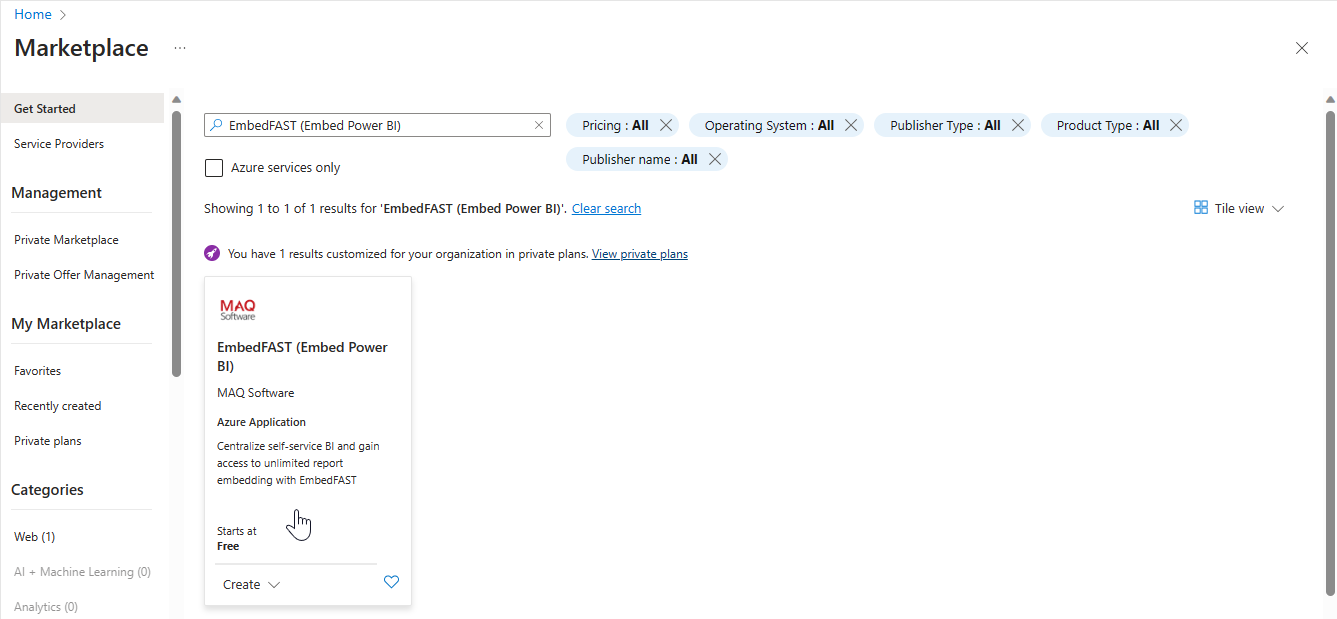 Home
Marketplace ...
Get Started
Service Providers
Management
Private Marketplace
Private Offer Management
My Marketplace
Favorites
Recently created
Private plans
Categories
Web (1)
AI + Machine Learning (0)
Analytics (0)
EmbedFAST (Embed Power BI)
Pricing : All
Operating System : All
Publisher Type : All
Product Type : All
Azure services only
Publisher name : All
Showing 1 to 1 of 1 results for 'EmbedFAST (Embed Power BI)'. Clear search
Tile view
You have 1 results customized for your organization in private plans. View private plans
MAQ
Software
EmbedFAST (Embed Power
BI)
MAQ Software
Azure Application
Centralize self-service BI and gain
access to unlimited report
embedding with EmbedFAST
Starts at
Free
Create